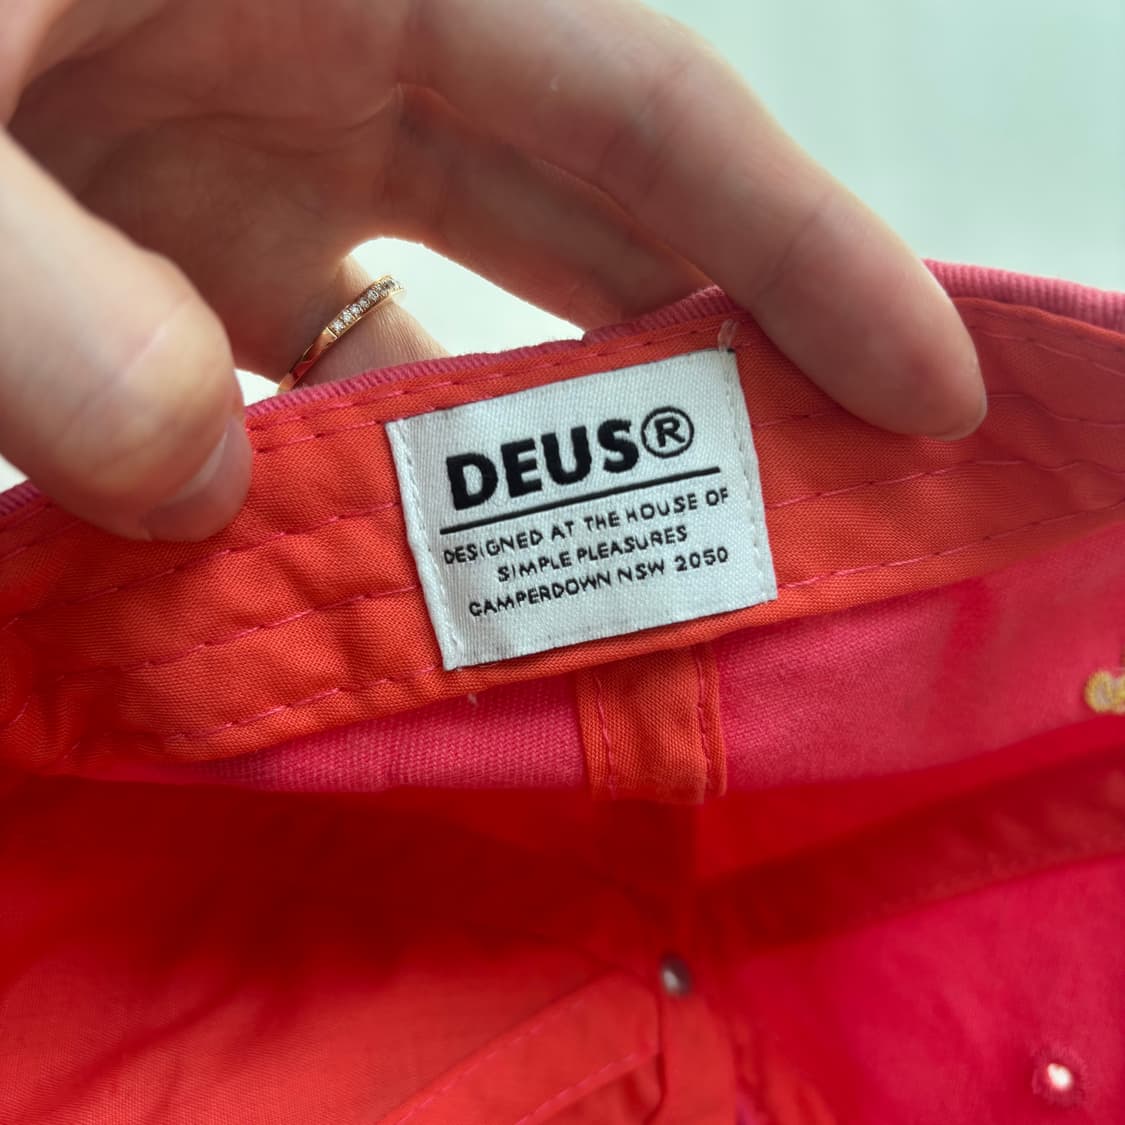 DEUS®
DESIGNED AT THE HOUSE OF
SIMPLE PLEASURES
CAMPERDOWN NSW 2050